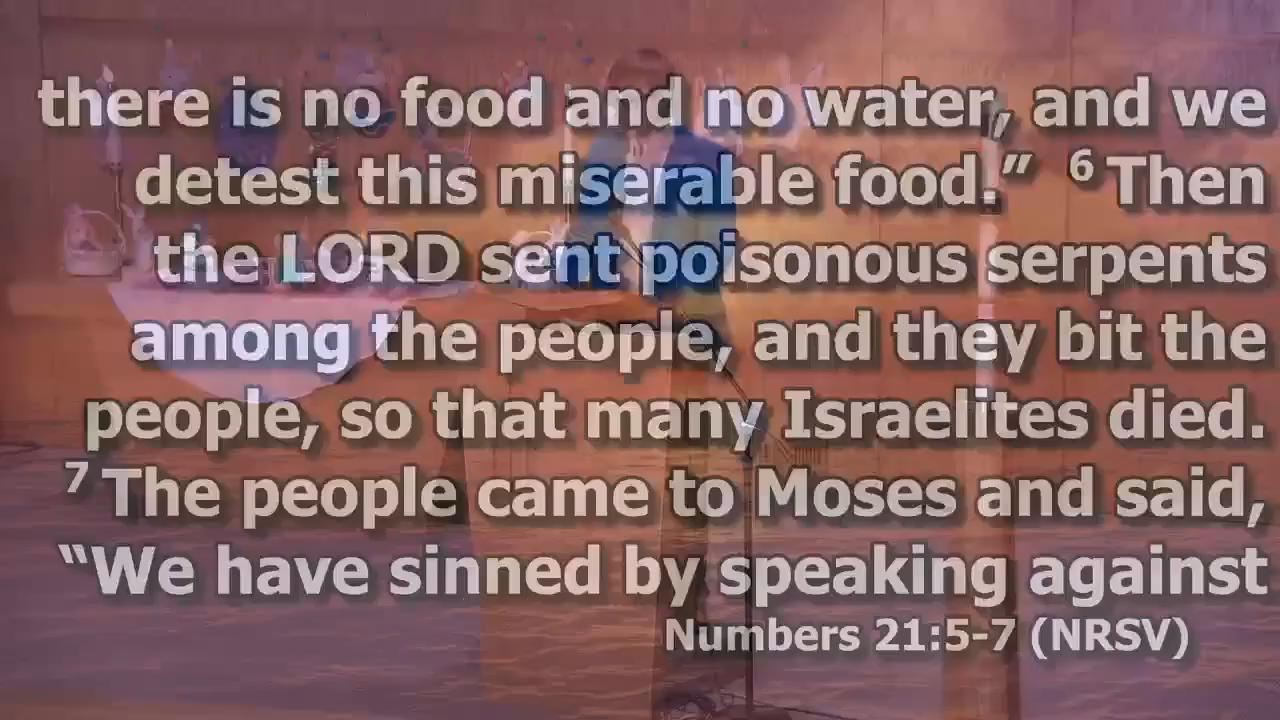 there is no food and no water, and we
detest this miserable food.” ⁶ Then
the LORD sent poisonous serpents
among the people, and they bit the
people, so that many Israelites died.
⁷ The people came to Moses and said,
“We have sinned by speaking against
Numbers 21:5-7 (NRSV)